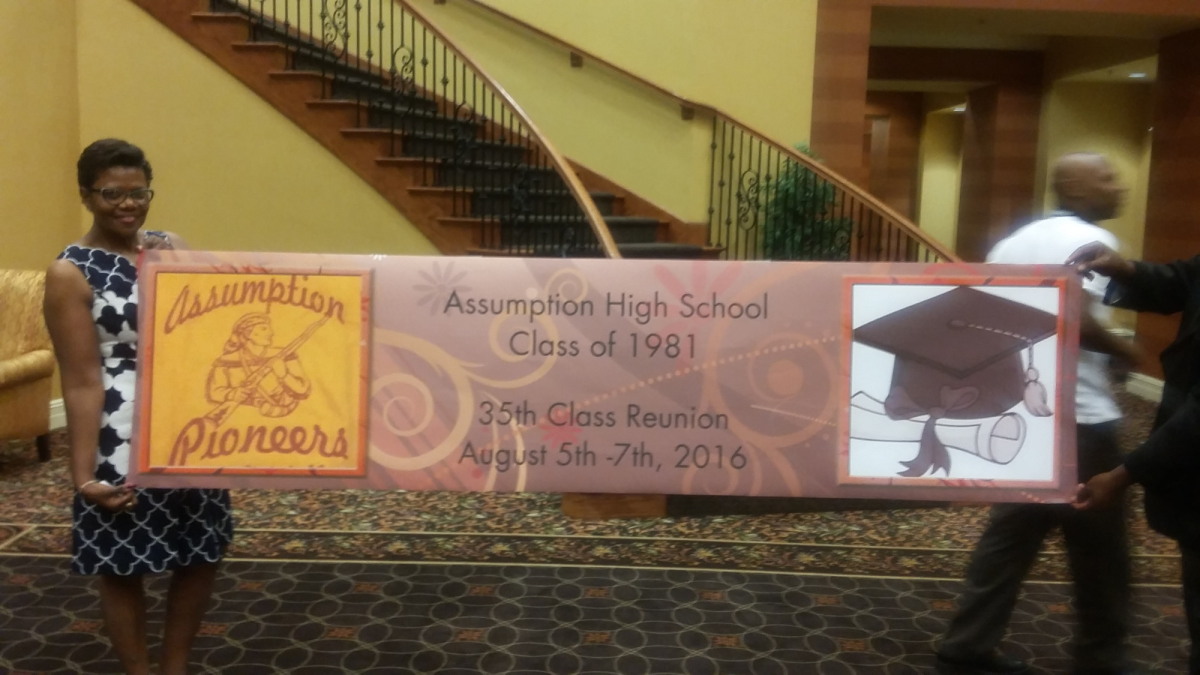 Assumption
Pioneers
Assumption High School
Class of 1981
35th Class Reunion
August 5th -7th, 2016